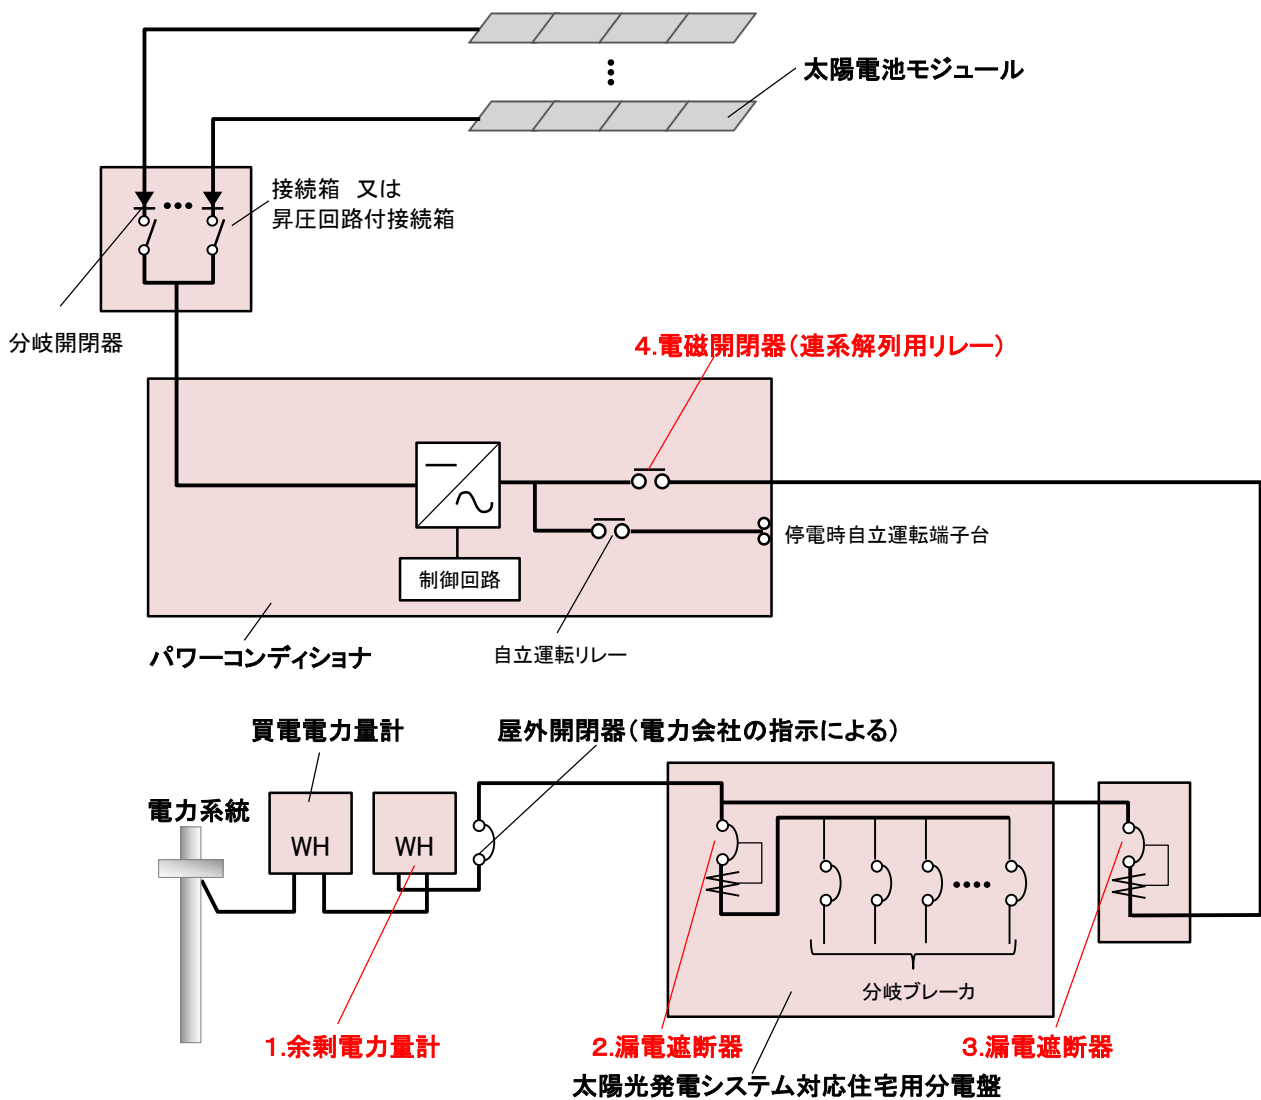 太陽電池モジュール
接続箱　又は
昇圧回路付接続箱
分岐開閉器
4.電磁開閉器（連系解列用リレー）
停電時自立運転端子台
制御回路
パワーコンディショナ
自立運転リレー
買電電力量計
屋外開閉器（電力会社の指示による）
電力系統
WH
WH
分岐ブレーカ
1.余剰電力量計
2.漏電遮断器
3.漏電遮断器
太陽光発電システム対応住宅用分電盤